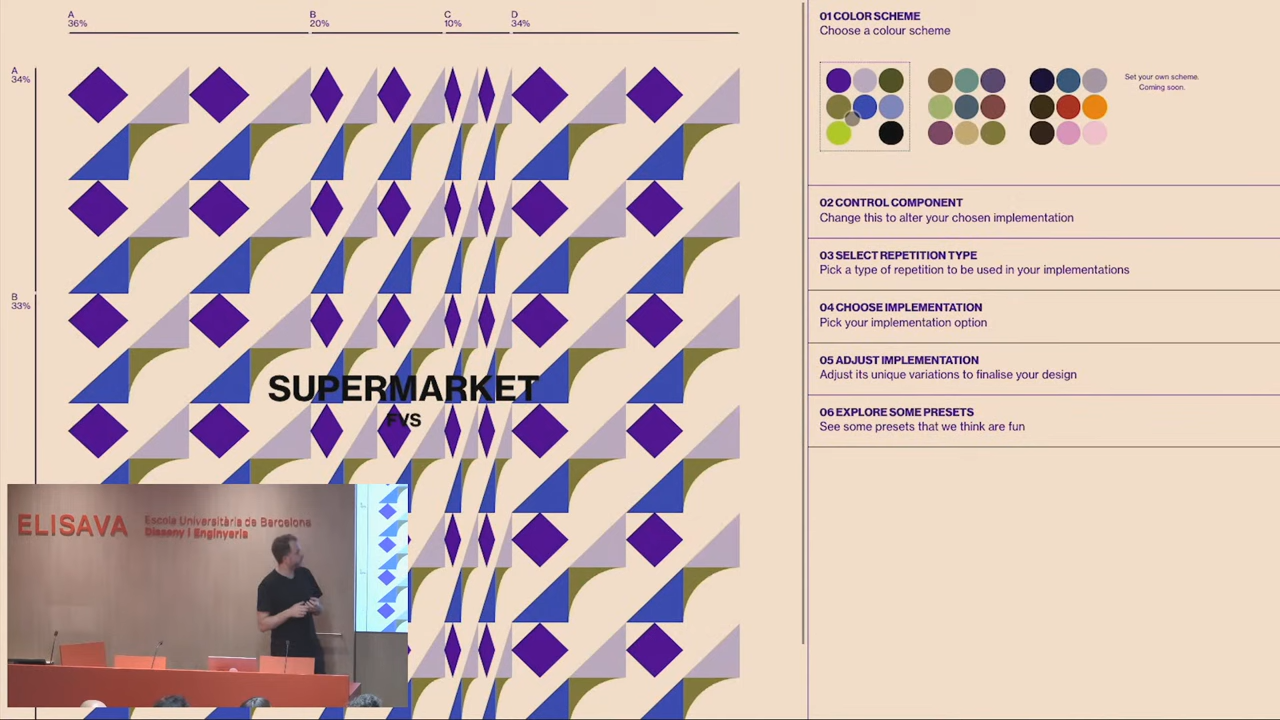 A
36%
B
20%
C
10%
D
34%
A
34%
B
33%
SUPERMARKET
FVS
01 COLOR SCHEME
Choose a colour scheme
Set your own scheme.
Coming soon.
02 CONTROL COMPONENT
Change this to alter your chosen implementation
03 SELECT REPETITION TYPE
Pick a type of repetition to be used in your implementations
04 CHOOSE IMPLEMENTATION
Pick your implementation option
05 ADJUST IMPLEMENTATION
Adjust its unique variations to finalise your design
06 EXPLORE SOME PRESETS
See some presets that we think are fun
ELISAVA
Escola Universitària de Barcelona
Disseny i Enginyeria